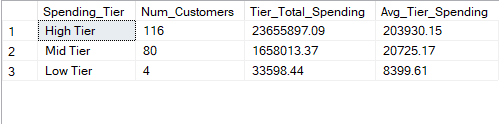 Spending_Tier Num_Customers Tier_Total_Spending Avg_Tier_Spending
1 High Tier 116 23655897.09 203930.15
2 Mid Tier 80 1658013.37 20725.17
3 Low Tier 4 33598.44 8399.61